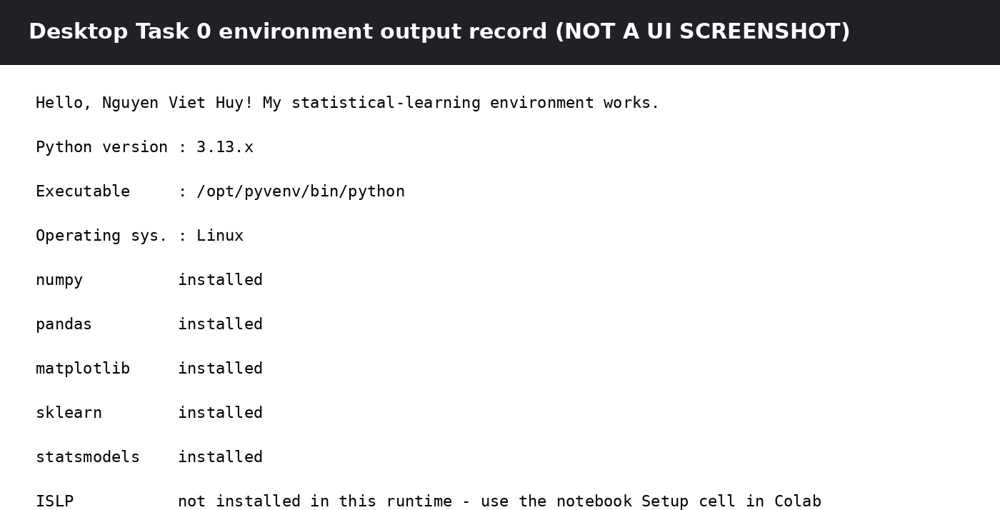 Desktop Task 0 environment output record (NOT A UI SCREENSHOT)
Hello, Nguyen Viet Huy! My statistical-learning environment works.
Python version : 3.13.x
Executable     : /opt/pyvenv/bin/python
Operating sys. : Linux
numpy          installed
pandas         installed
matplotlib     installed
sklearn        installed
statsmodels    installed
ISLP           not installed in this runtime - use the notebook Setup cell in Colab